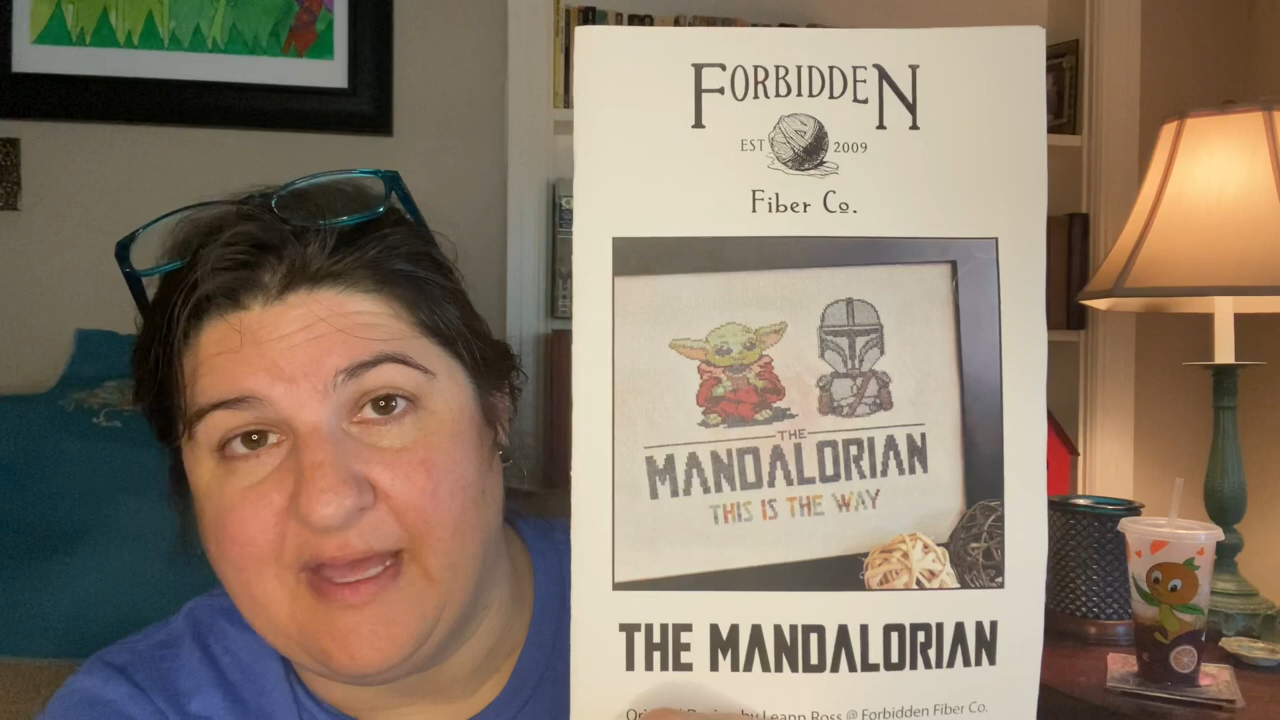 FORBIDDEN
EST 2009
Fiber Co.
THE
MANDALORIAN
THIS IS THE WAY
THE MANDALORIAN
by Leann Ross @ Forbidden Fiber Co.